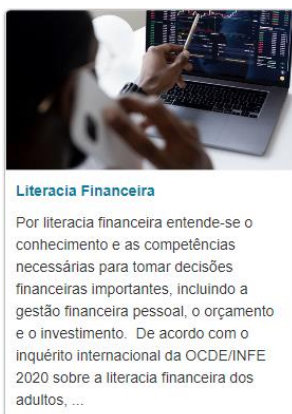 Literacia Financeira
Por literacia financeira entende-se o
conhecimento e as competências
necessárias para tomar decisões
financeiras importantes, incluindo a
gestão financeira pessoal, o orçamento
e o investimento. De acordo com o
inquérito internacional da OCDE/INFE
2020 sobre a literacia financeira dos
adultos, ...